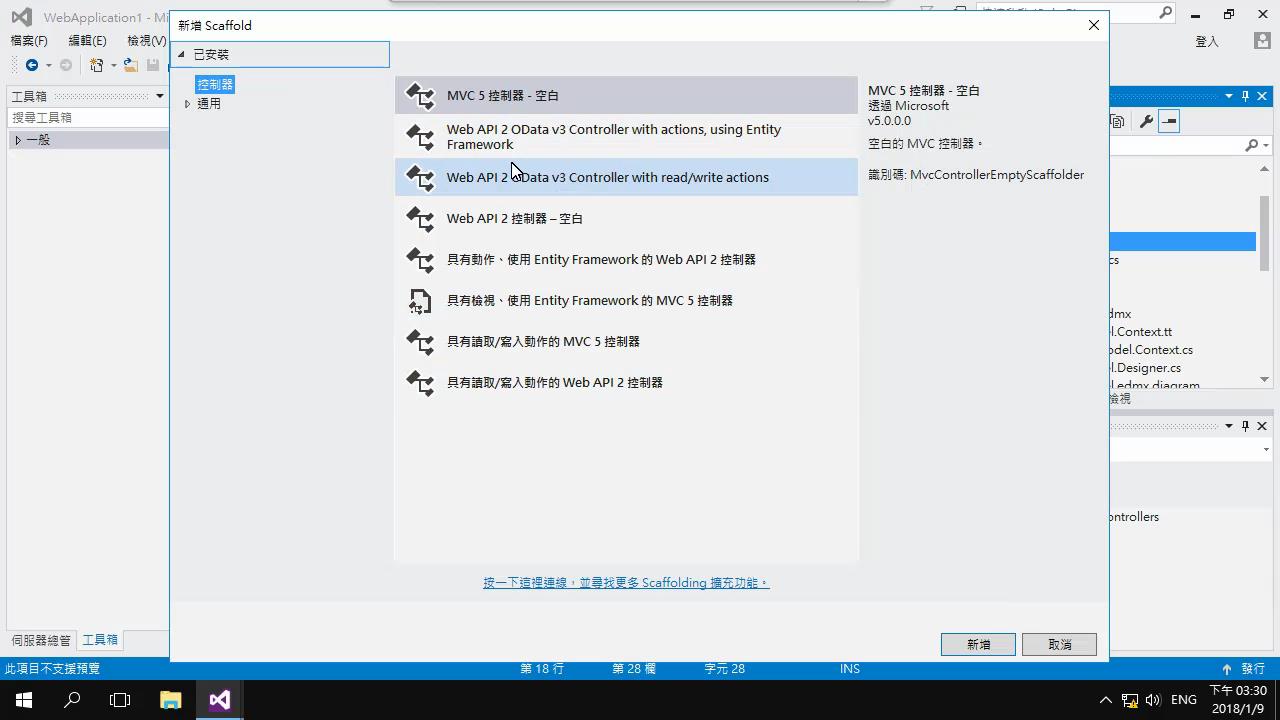 WebApplication1 - Mi
檔案(F)
編輯(E)
檢視(V)
登入
工具箱
搜尋工具箱
一般
伺服器總管
工具箱
新增 Scaffold
已安裝
控制器
通用
MVC 5 控制器 - 空白
Web API 2 OData v3 Controller with actions, using Entity
Framework
Web API 2 OData v3 Controller with read/write actions
Web API 2 控制器 – 空白
具有動作、使用 Entity Framework 的 Web API 2 控制器
具有檢視、使用 Entity Framework 的 MVC 5 控制器
具有讀取/寫入動作的 MVC 5 控制器
具有讀取/寫入動作的 Web API 2 控制器
按一下這裡連線，並尋找更多 Scaffolding 擴充功能。
MVC 5 控制器 - 空白
透過 Microsoft
v5.0.0.0
空白的 MVC 控制器。
識別碼: MvcControllerEmptyScaffolder
新增
取消
cs
dmx
el.Context.tt
odel.Context.cs
el.Designer.cs
el.edmx.diagram
檢視
ontrollers
此項目不支援預覽
第 18 行
第 28 欄
字元 28
INS
發行
ENG
下午 03:30
2018/1/9